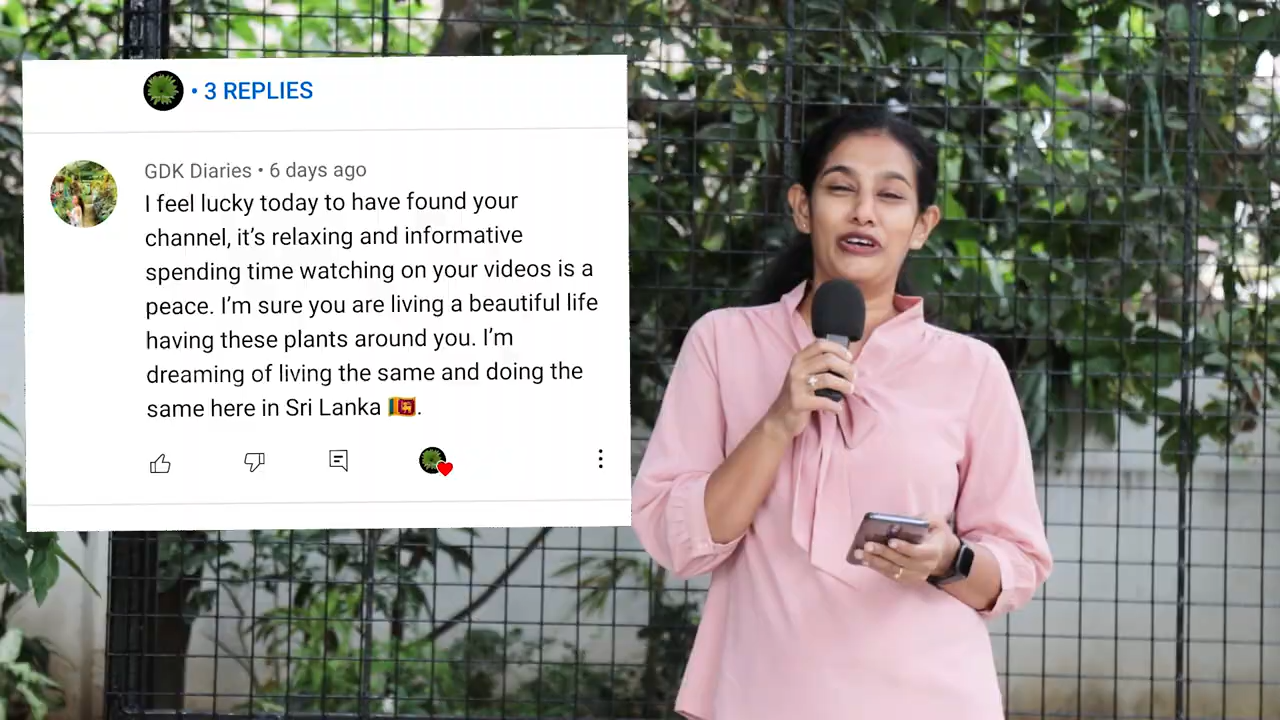 • 3 REPLIES
GDK Diaries • 6 days ago
I feel lucky today to have found your
channel, it's relaxing and informative
spending time watching on your videos is a
peace. I'm sure you are living a beautiful life
having these plants around you. I'm
dreaming of living the same and doing the
same here in Sri Lanka 🇱🇰.